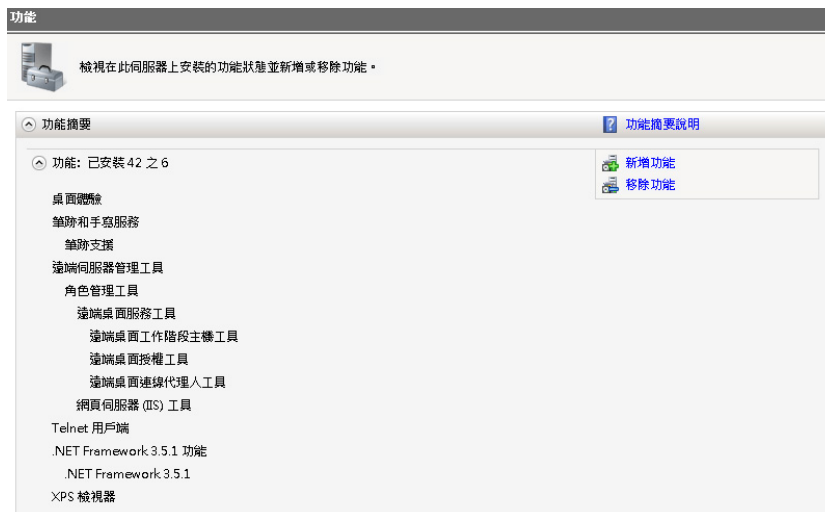 功能
檢視在此伺服器上安裝的功能狀態並新增或移除功能。
功能摘要
功能摘要說明
功能: 已安裝 42 之 6
新增功能
移除功能
桌面體驗
筆跡和手寫服務
筆跡支援
遠端伺服器管理工具
角色管理工具
遠端桌面服務工具
遠端桌面工作階段主機工具
遠端桌面授權工具
遠端桌面連線代理人工具
網頁伺服器 (IIS) 工具
Telnet 用戶端
.NET Framework 3.5.1 功能
.NET Framework 3.5.1
XPS 檢視器